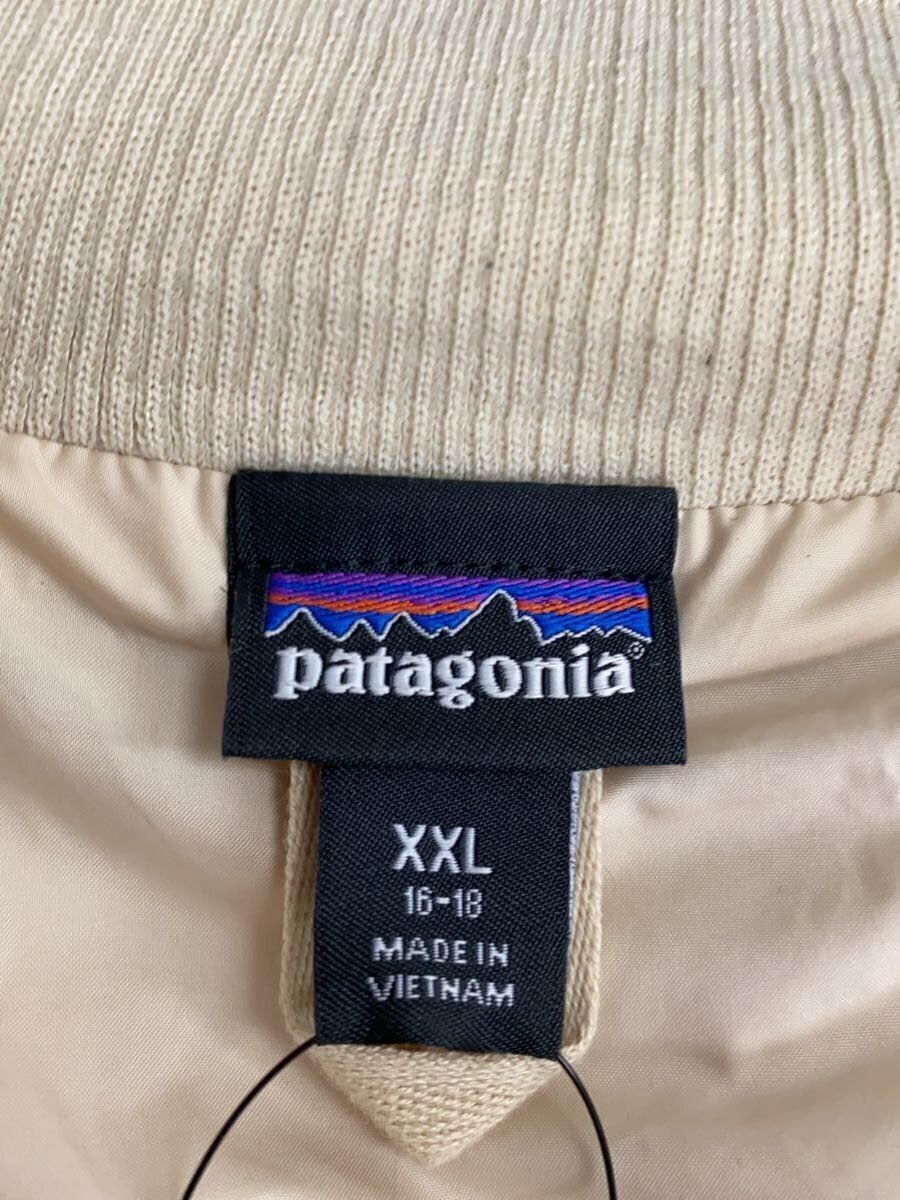 patagonia®
XXL
16-18
MADE IN
VIETNAM